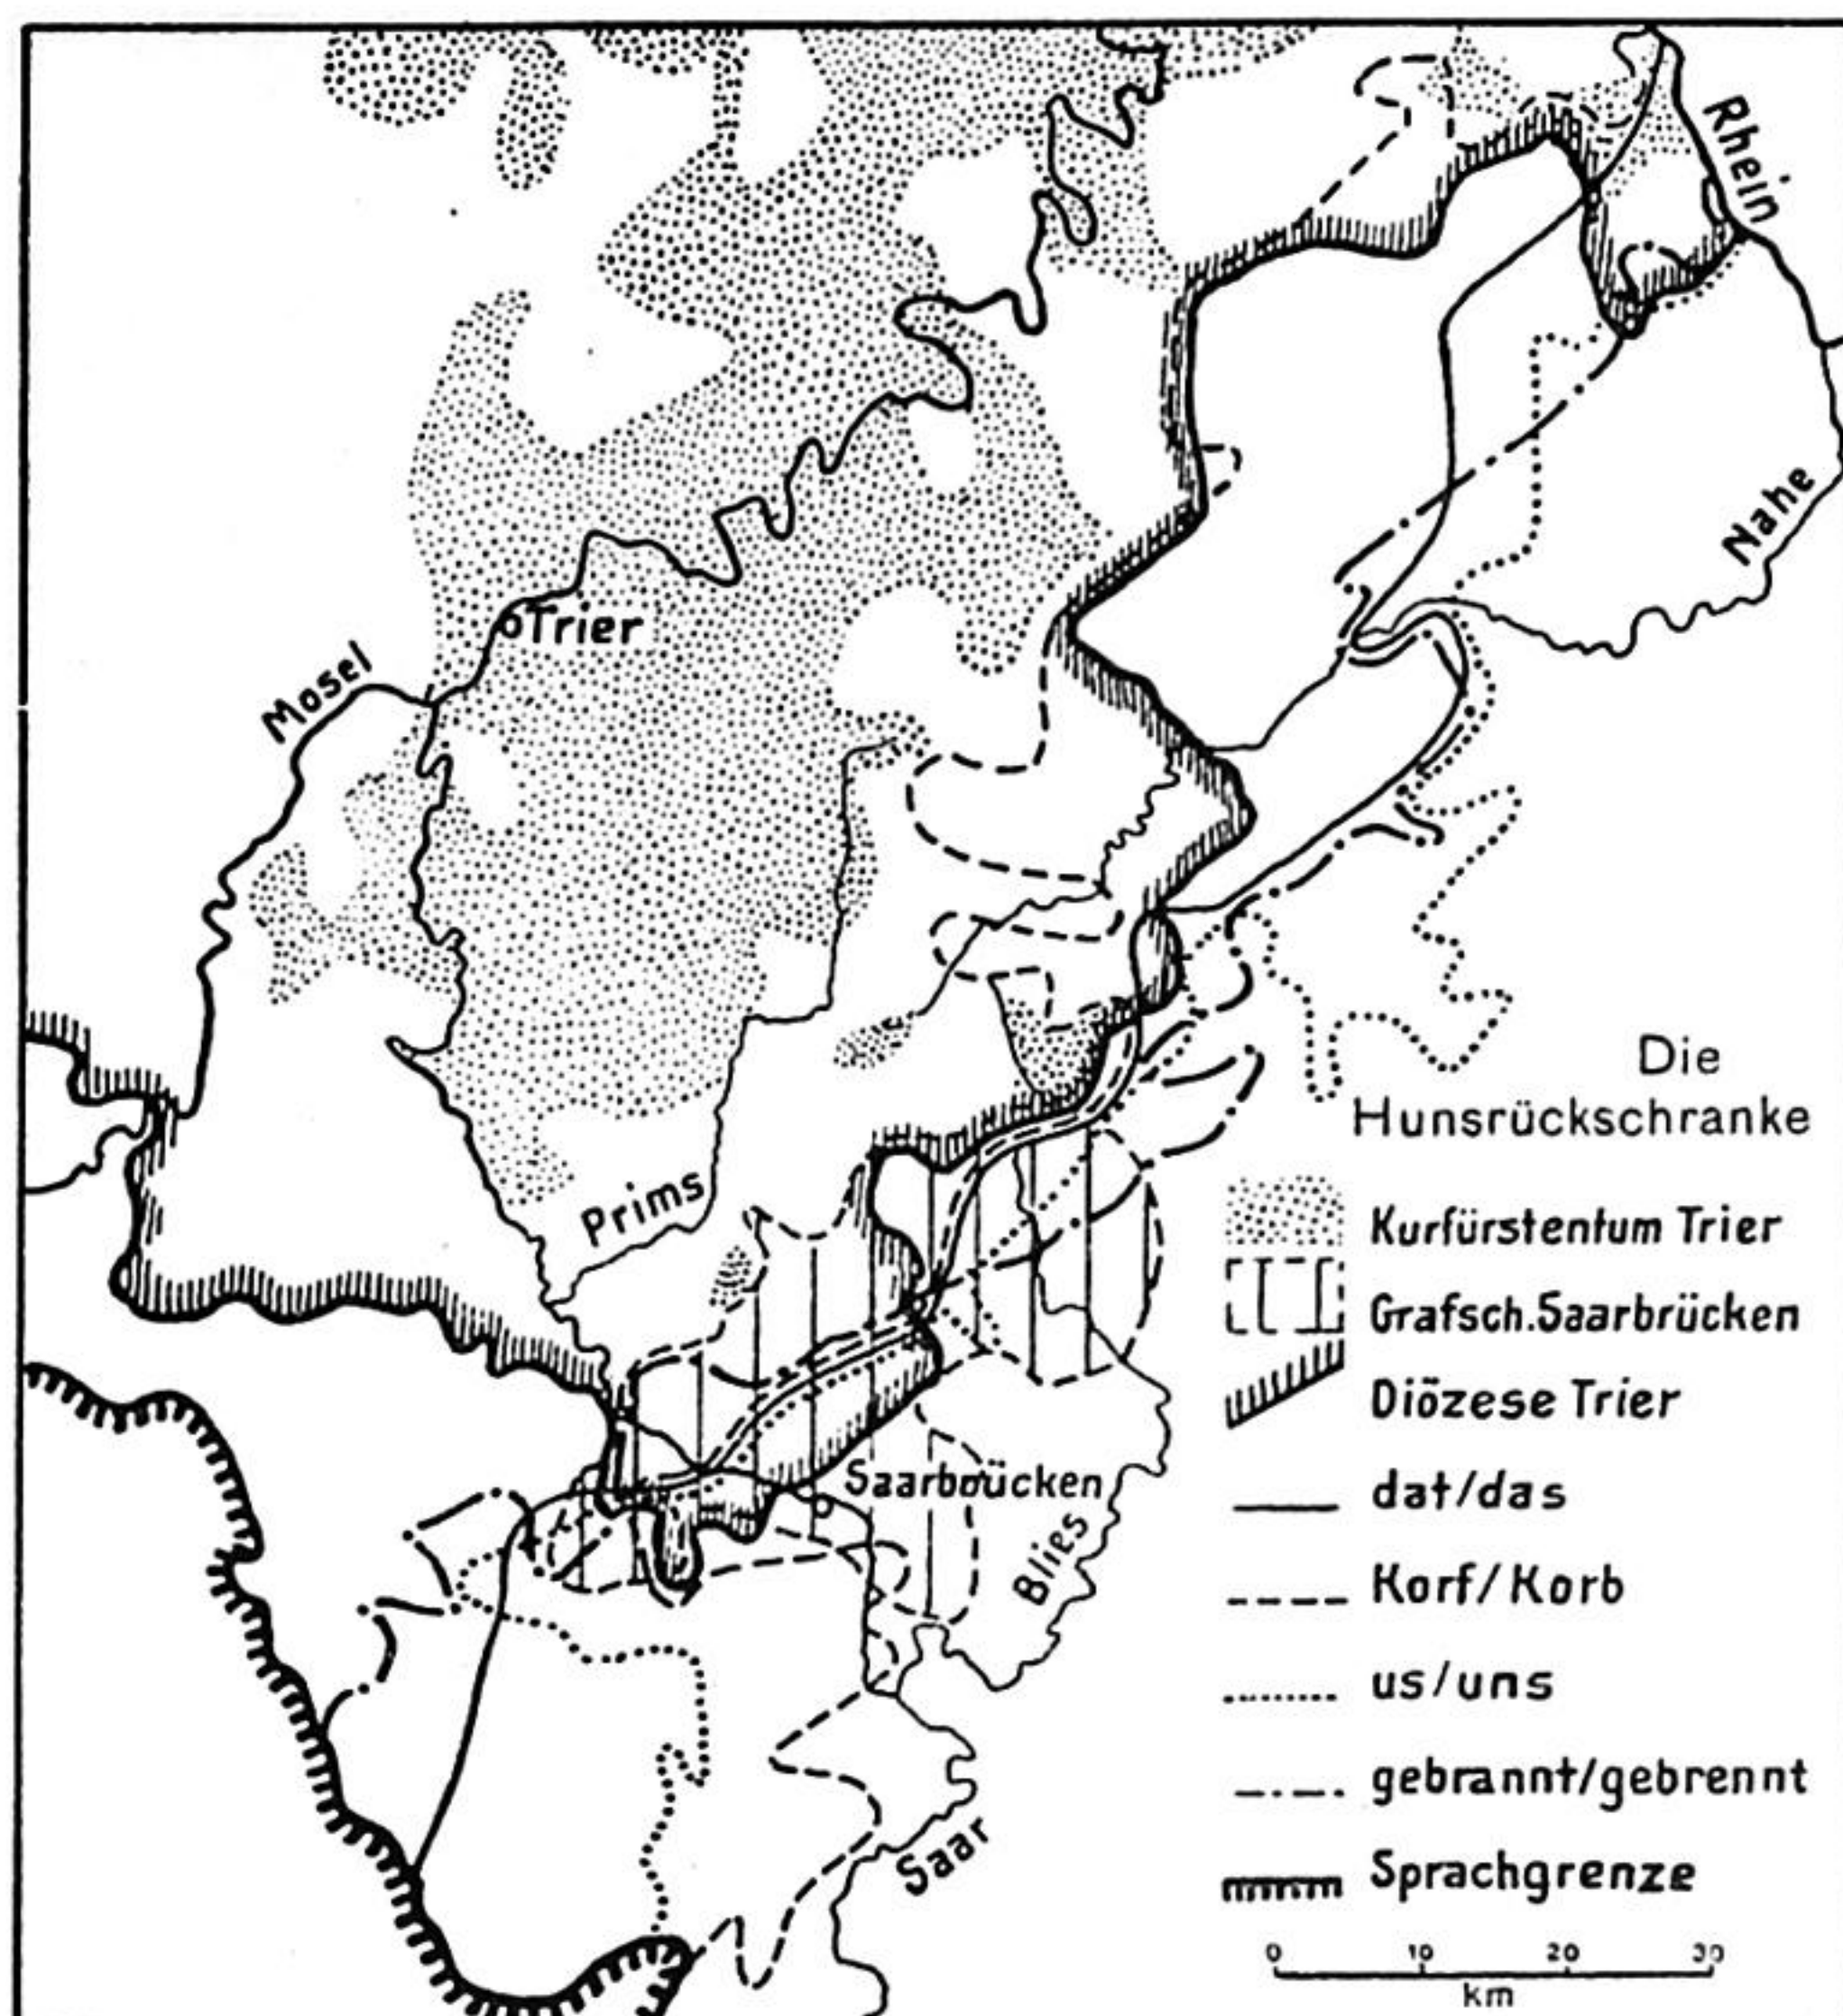 Rhein
Nahe
Trier
Mosel
Prims
Saarbrücken
Blies
Saar
Die
Hunsrückschranke
Kurfürstentum Trier
Grafsch.Saarbrücken
Diözese Trier
dat/das
Korf/Korb
us/uns
gebrannt/gebrennt
Sprachgrenze
0 10 20 30
km